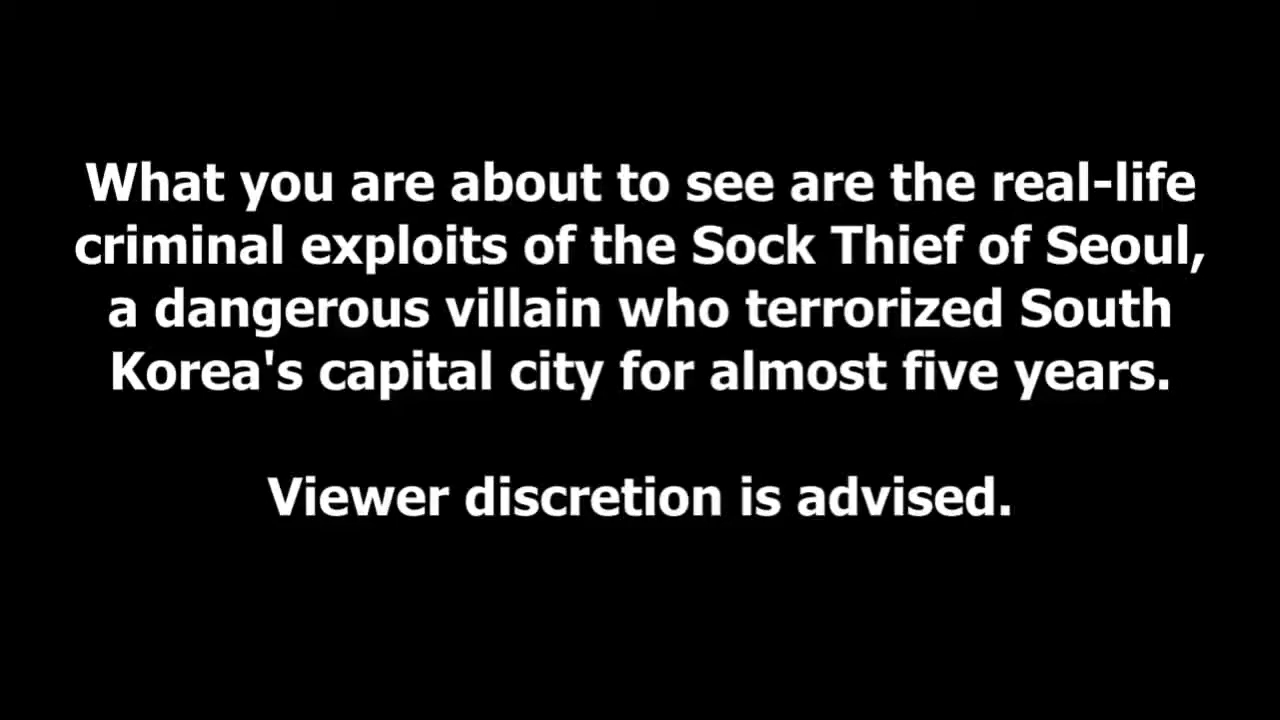 What you are about to see are the real-life
criminal exploits of the Sock Thief of Seoul,
a dangerous villain who terrorized South
Korea's capital city for almost five years.
Viewer discretion is advised.